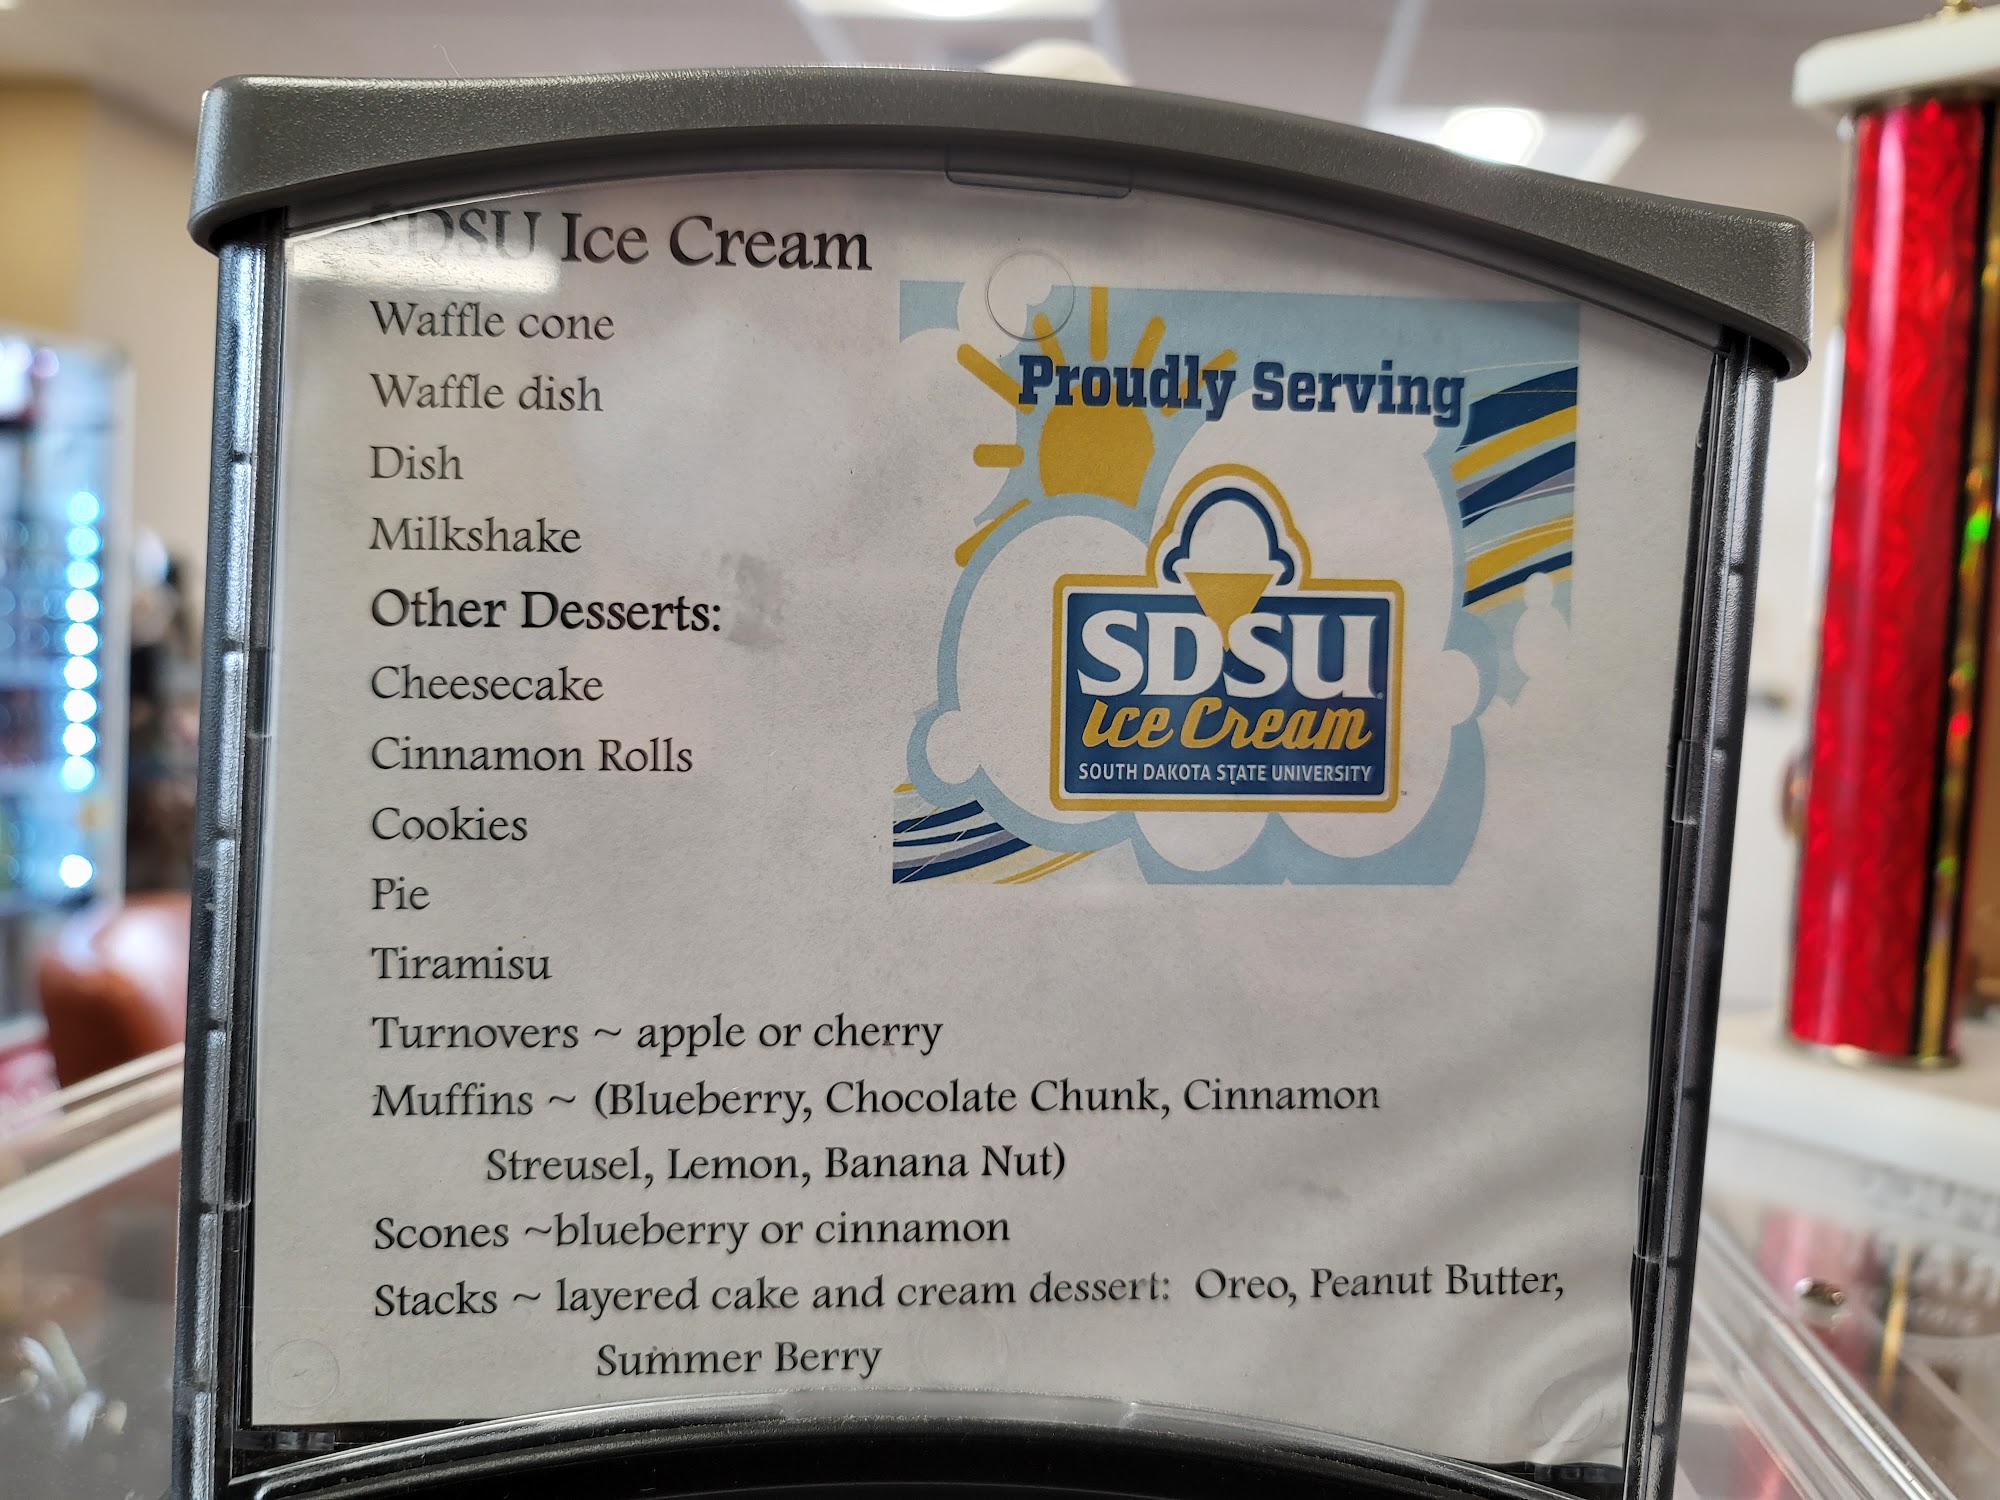 SDSU Ice Cream
Waffle cone
Waffle dish
Dish
Milkshake
Other Desserts:
Cheesecake
Cinnamon Rolls
Cookies
Pie
Tiramisu
Turnovers ~ apple or cherry
Muffins ~ (Blueberry, Chocolate Chunk, Cinnamon
Streusel, Lemon, Banana Nut)
Scones ~blueberry or cinnamon
Stacks ~ layered cake and cream dessert: Oreo, Peanut Butter,
Summer Berry
Proudly Serving
SDSU
Ice Cream
SOUTH DAKOTA STATE UNIVERSITY